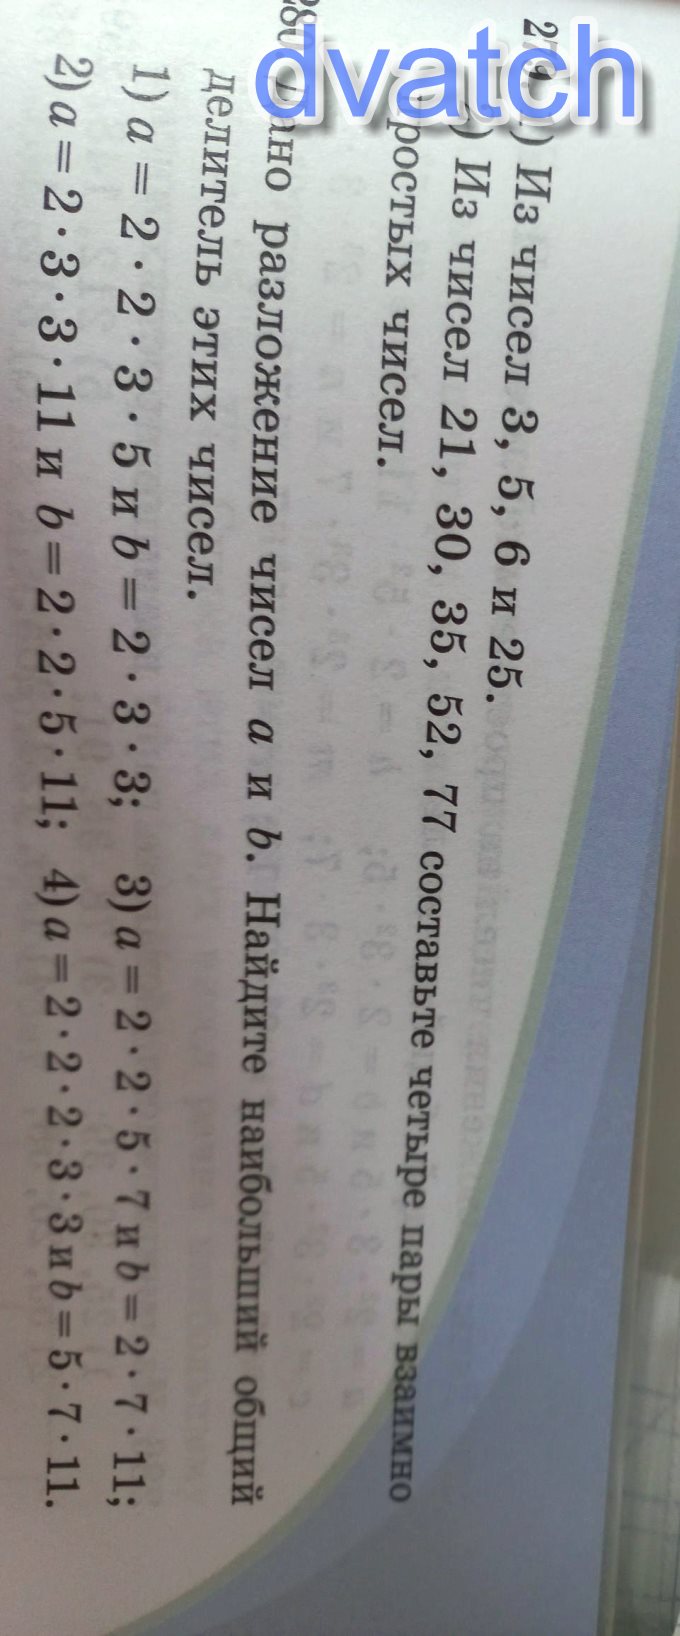 dvatch
Из чисел 3, 5, 6 и 25.
Из чисел 21, 30, 35, 52, 77 составьте четыре пары взаимно
простых чисел.
280. Дано разложение чисел a и b. Найдите наибольший общий
делитель этих чисел.
1) a = 2 · 2 · 3 · 5 и b = 2 · 3 · 3; 3) a = 2 · 2 · 5 · 7 и b = 2 · 7 · 11;
2) a = 2 · 3 · 3 · 11 и b = 2 · 2 · 5 · 11; 4) a = 2 · 2 · 2 · 3 · 3 и b = 5 · 7 · 11.